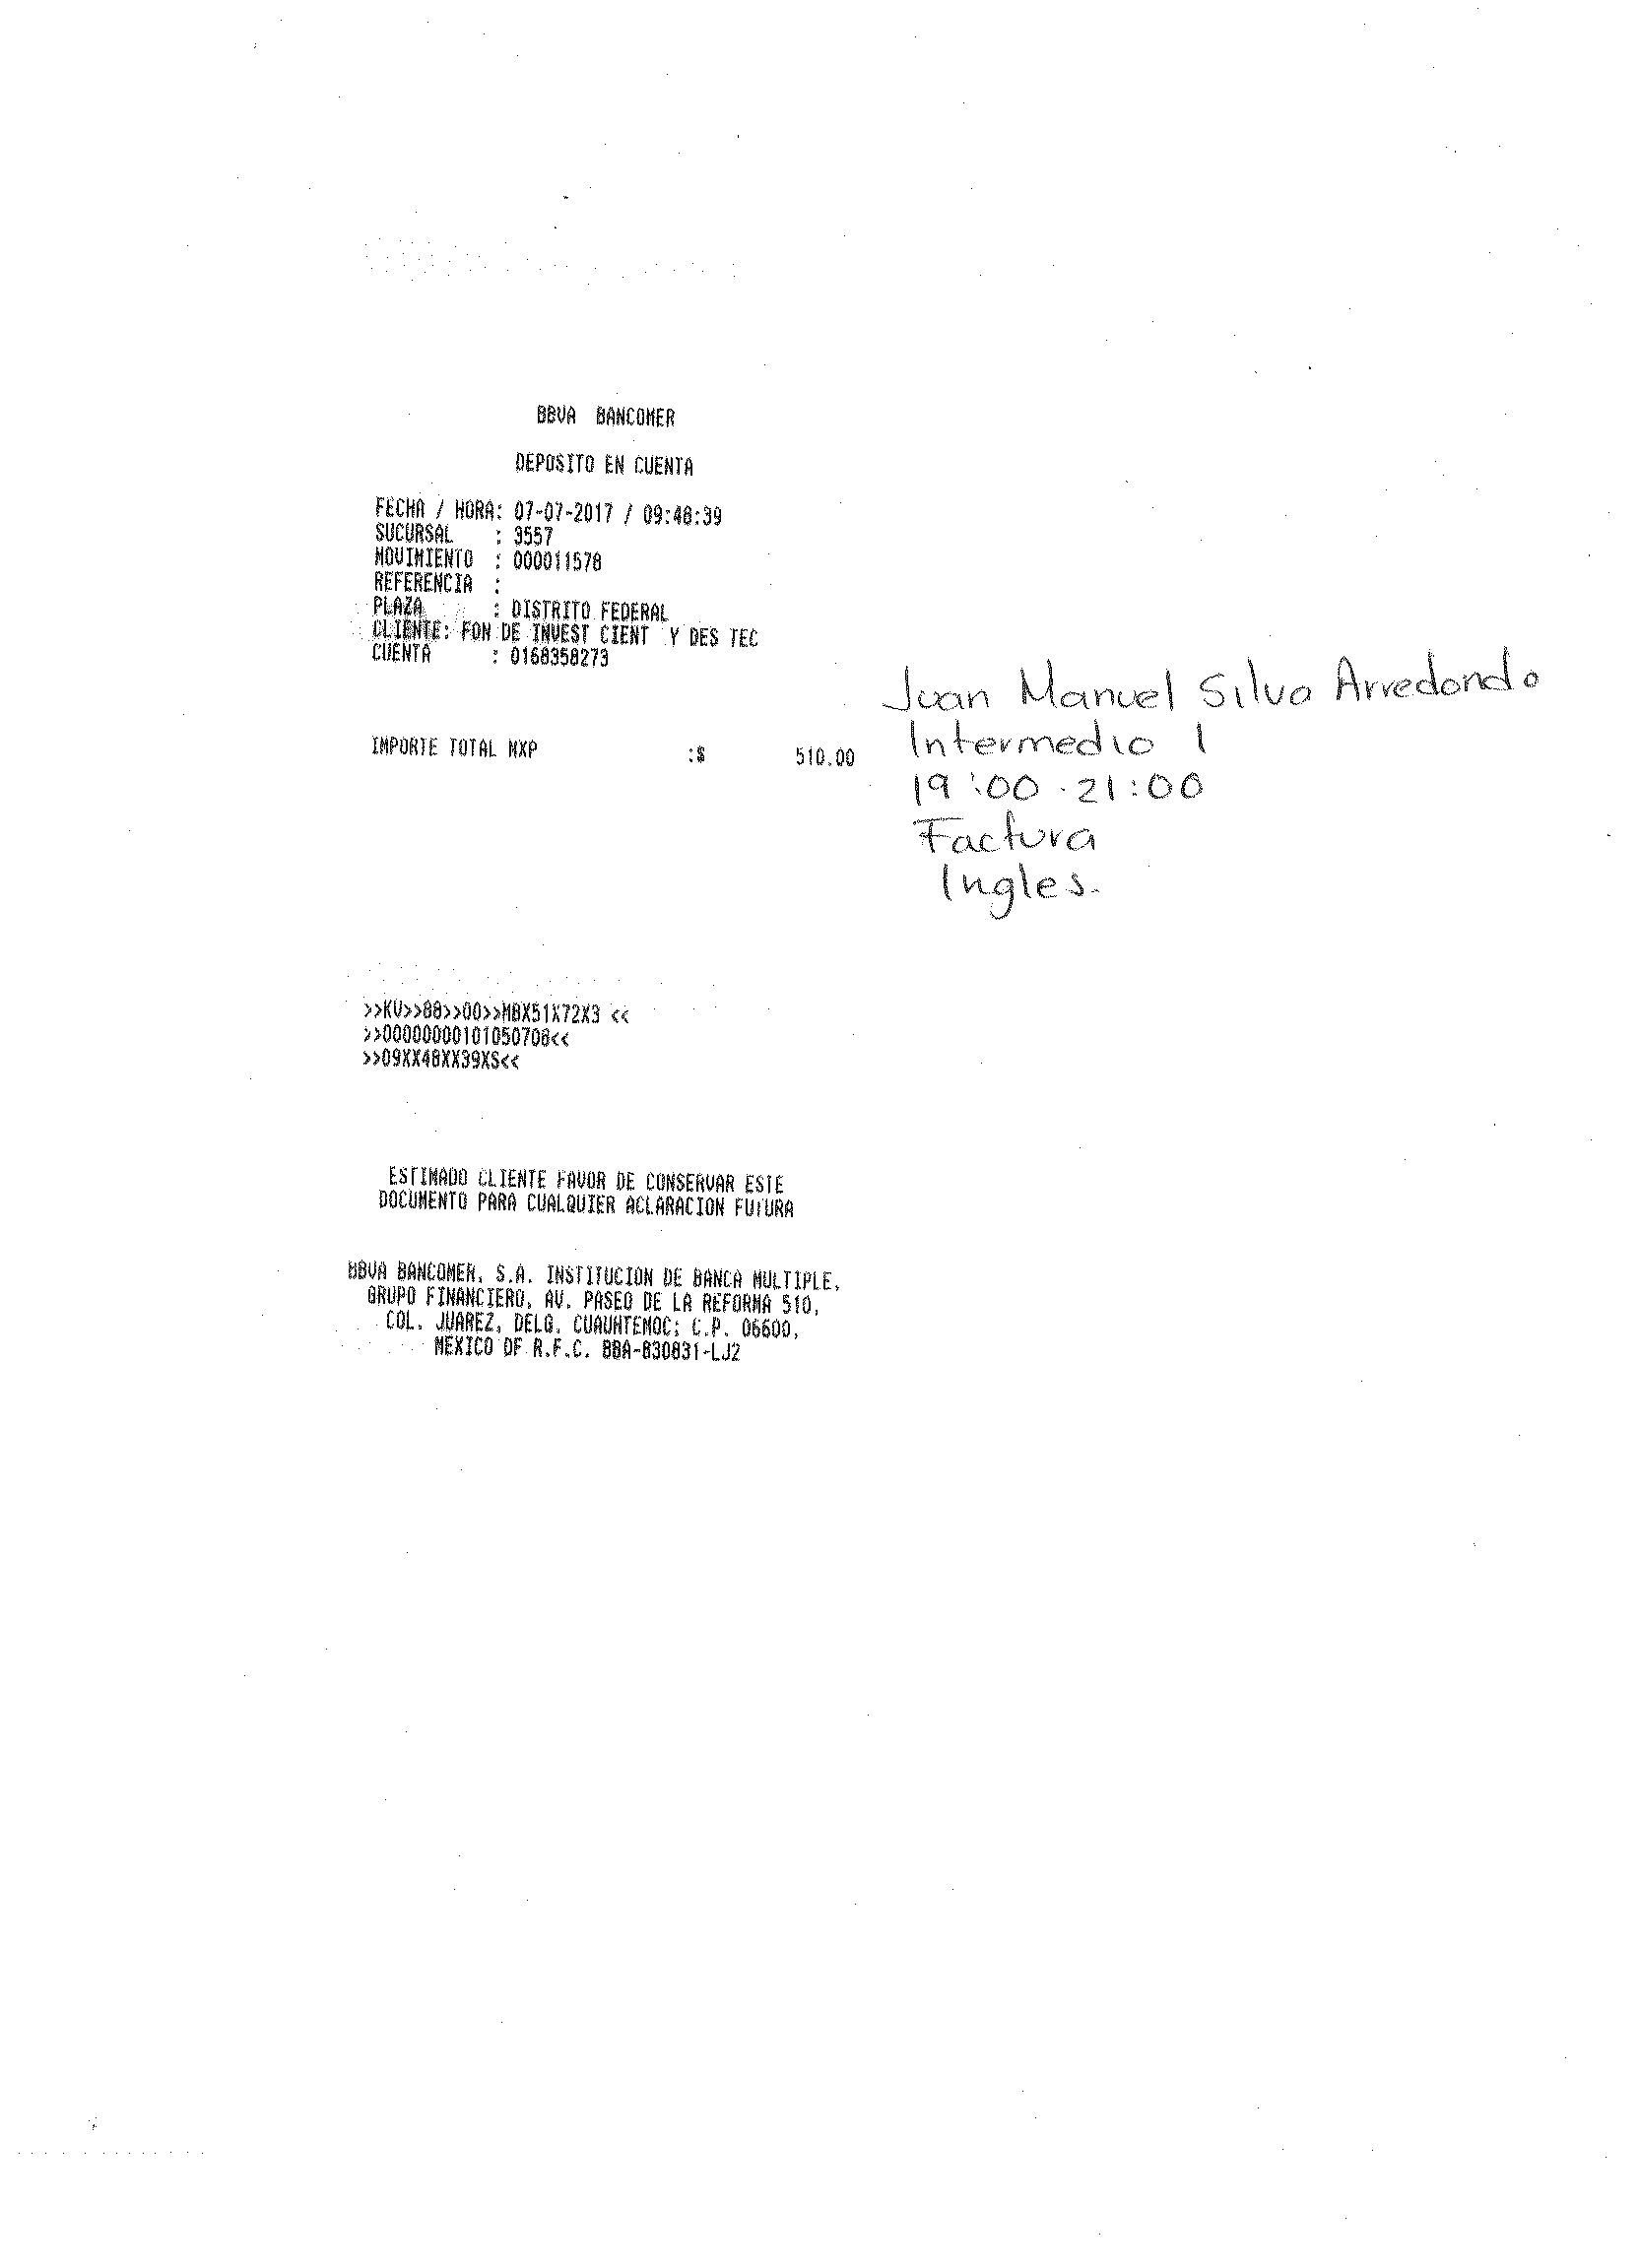 BBVA BANCOMER
DEPOSITO EN CUENTA
FECHA / HORA: 07-07-2017 / 09:48:39
SUCURSAL : 3557
MOVIMIENTO : 000011578
REFERENCIA :
PLAZA : DISTRITO FEDERAL
CLIENTE: FON DE INVEST CIENT Y DES TEC
CUENTA : 0168358273
Juan Manuel Silva Arredondo
IMPORTE TOTAL MXP :$ 510.00
Intermedio 1
19:00 - 21:00
Factura
Ingles.
>>KV>>88>>00>>MBX51X72X3 <<
>>00000000101050708<<
>>09XX48XX39XS<<
ESTIMADO CLIENTE FAVOR DE CONSERVAR ESTE
DOCUMENTO PARA CUALQUIER ACLARACION FUTURA
BBVA BANCOMER, S.A. INSTITUCION DE BANCA MULTIPLE,
GRUPO FINANCIERO, AV. PASEO DE LA REFORMA 510,
COL. JUAREZ, DELG. CUAUHTEMOC; C.P. 06600,
MEXICO DF R.F.C. BBA-830831-LJ2